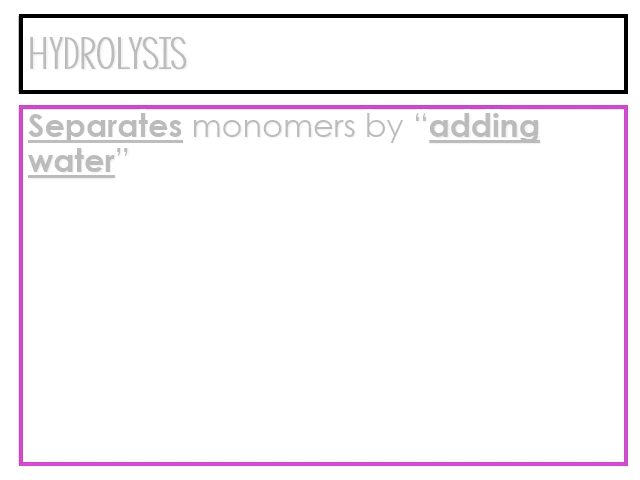 HYDROLYSIS
Separates monomers by “adding
water”